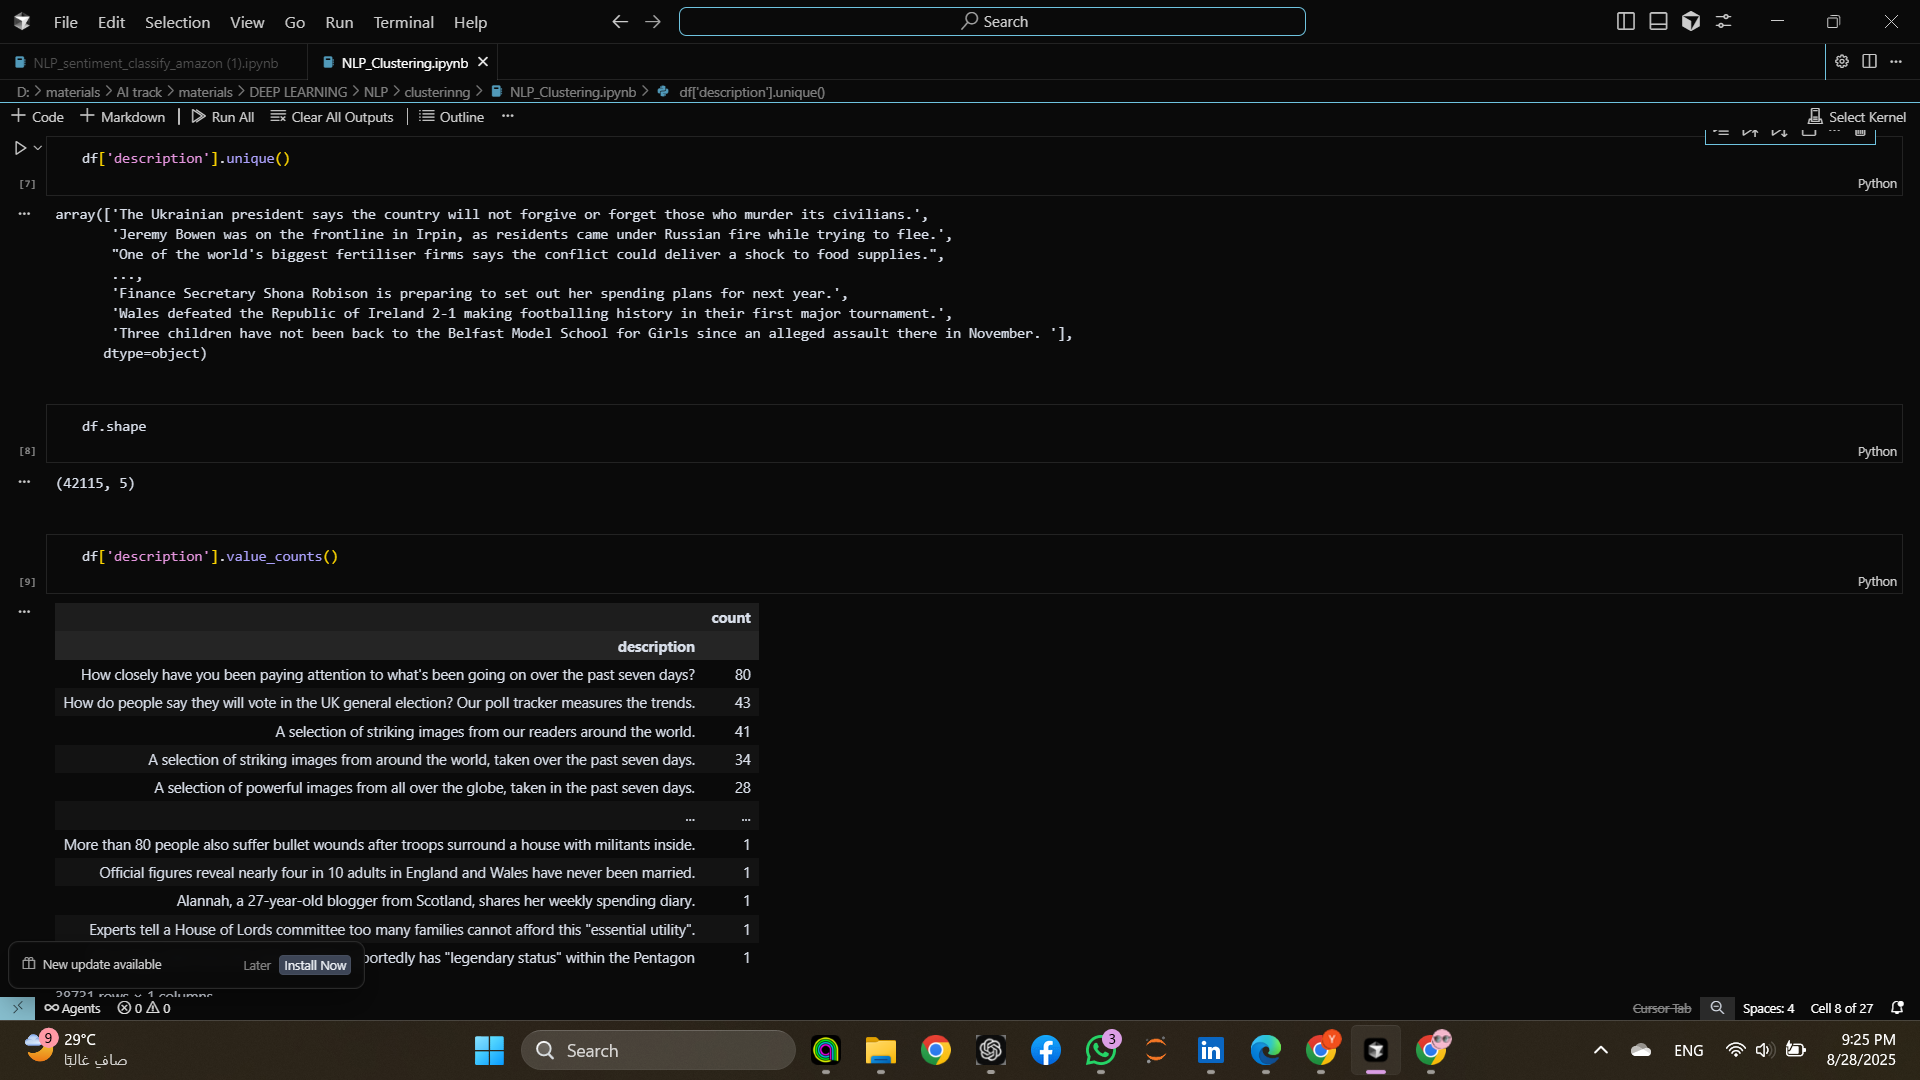 File Edit Selection View Go Run Terminal Help
Search
NLP_sentiment_classify_amazon (1).ipynb
NLP_Clustering.ipynb
D: > materials > AI track > materials > DEEP LEARNING > NLP > clusterinng > NLP_Clustering.ipynb > df['description'].unique()
Code Markdown Run All Clear All Outputs Outline ...
Select Kernel
df['description'].unique()
[7]
Python
array(['The Ukrainian president says the country will not forgive or forget those who murder its civilians.',
'Jeremy Bowen was on the frontline in Irpin, as residents came under Russian fire while trying to flee.',
"One of the world's biggest fertiliser firms says the conflict could deliver a shock to food supplies.",
...,
'Finance Secretary Shona Robison is preparing to set out her spending plans for next year.',
'Wales defeated the Republic of Ireland 2-1 making footballing history in their first major tournament.',
'Three children have not been back to the Belfast Model School for Girls since an alleged assault there in November. '],
dtype=object)
df.shape
[8]
Python
(42115, 5)
df['description'].value_counts()
[9]
Python
count
description
How closely have you been paying attention to what's been going on over the past seven days? 80
How do people say they will vote in the UK general election? Our poll tracker measures the trends. 43
A selection of striking images from our readers around the world. 41
A selection of striking images from around the world, taken over the past seven days. 34
A selection of powerful images from all over the globe, taken in the past seven days. 28
... ...
More than 80 people also suffer bullet wounds after troops surround a house with militants inside. 1
Official figures reveal nearly four in 10 adults in England and Wales have never been married. 1
Alannah, a 27-year-old blogger from Scotland, shares her weekly spending diary. 1
Experts tell a House of Lords committee too many families cannot afford this "essential utility". 1
portedly has "legendary status" within the Pentagon 1
38731 rows × 1 columns
New update available Later Install Now
Agents 0 0
Cursor Tab Spaces: 4 Cell 8 of 27
9 29°C
صافٍ غالبًا
Search
3
Y
ENG
9:25 PM
8/28/2025